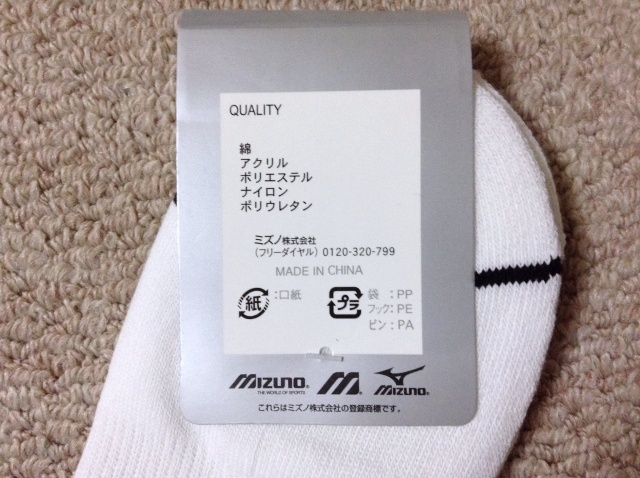 QUALITY
綿
アクリル
ポリエステル
ナイロン
ポリウレタン
ミズノ株式会社
(フリーダイヤル) 0120-320-799
MADE IN CHINA
紙 :口紙
プラ 袋 :PP
フック:PE
ピン:PA
MIZUNO® M® MIZUNO®
THE WORLD OF SPORTS
これらはミズノ株式会社の登録商標です。